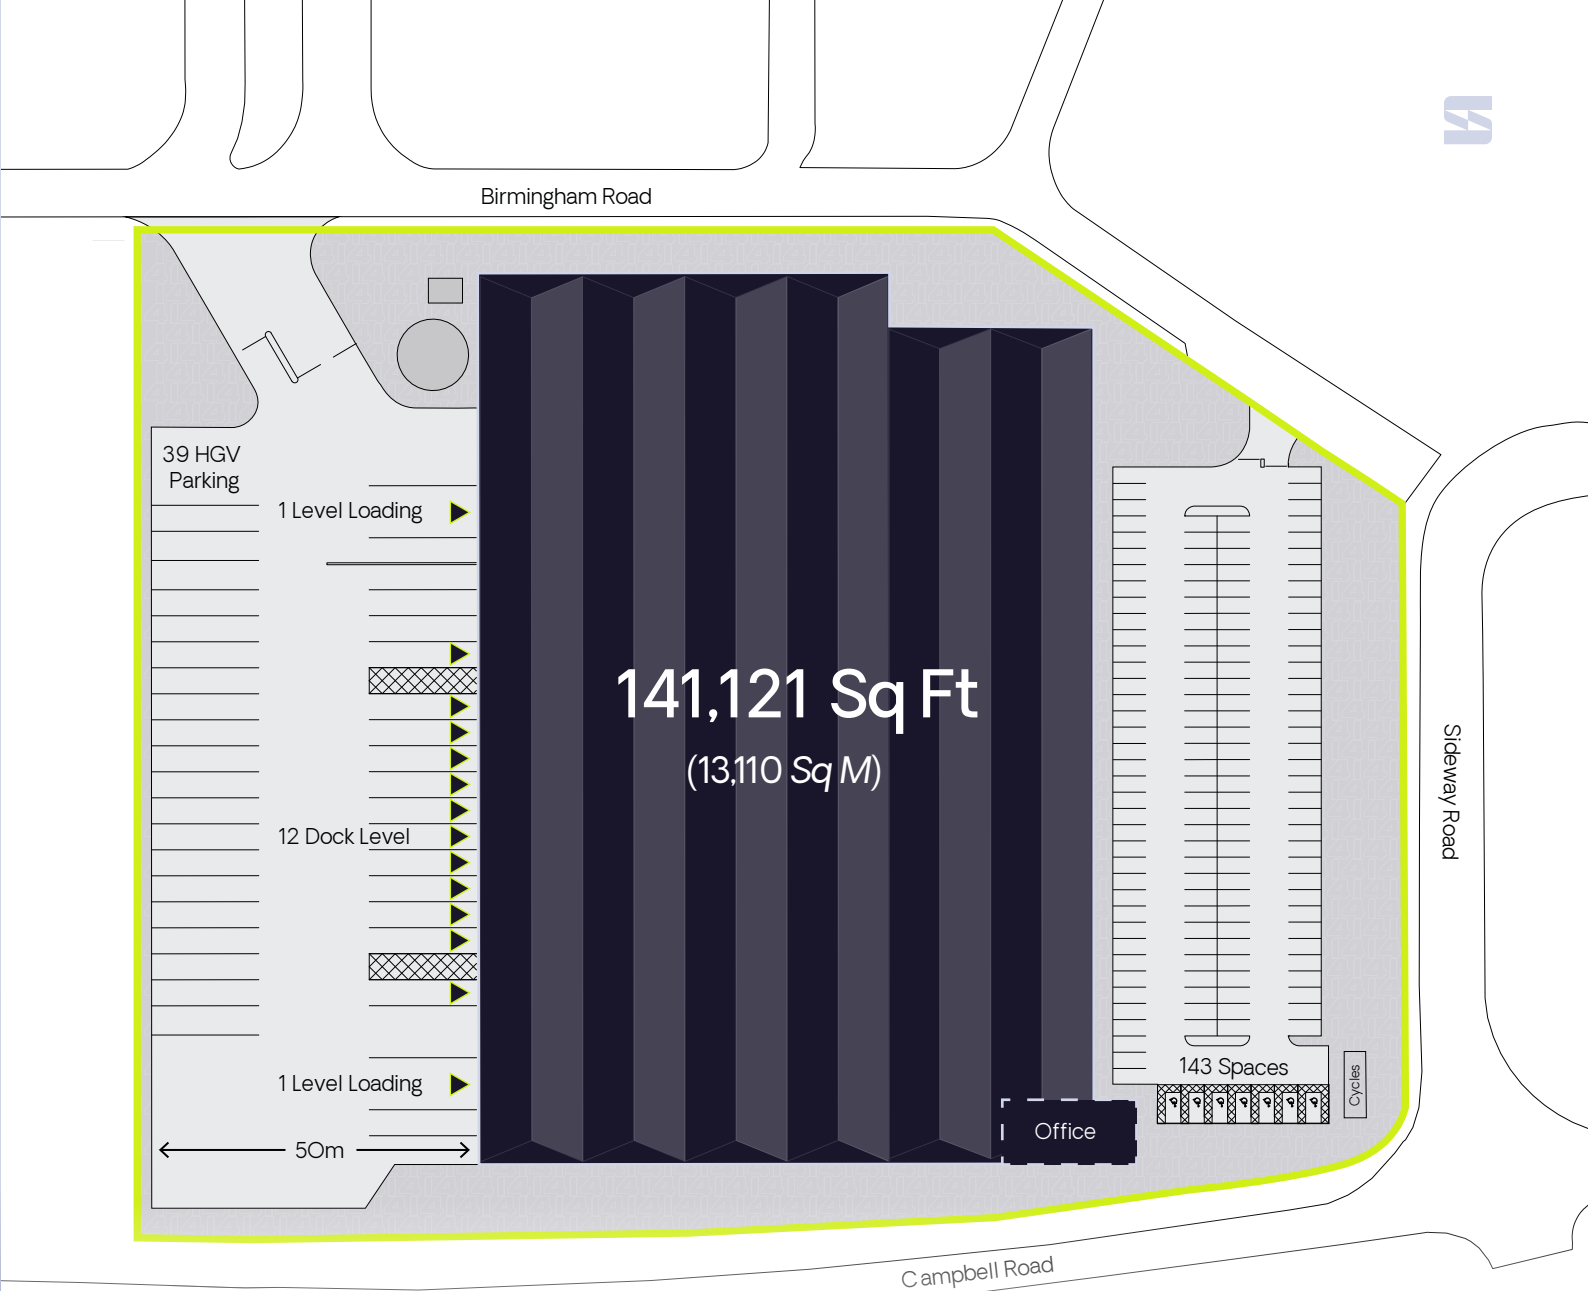 Birmingham Road
39 HGV
Parking
1 Level Loading
141,121 Sq Ft
(13,110 Sq M)
12 Dock Level
Sideway Road
1 Level Loading
143 Spaces
Cycles
50m
Office
Campbell Road